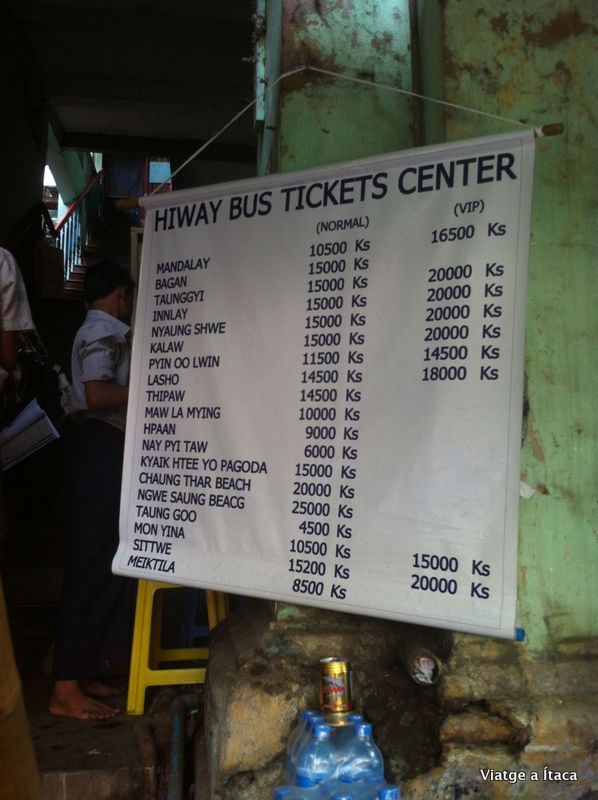 HIWAY BUS TICKETS CENTER
(NORMAL) (VIP)
MANDALAY 10500 Ks 16500 Ks
BAGAN 15000 Ks
TAUNGGYI 15000 Ks 20000 Ks
INNLAY 15000 Ks 20000 Ks
NYAUNG SHWE 15000 Ks 20000 Ks
KALAW 15000 Ks 20000 Ks
PYIN OO LWIN 11500 Ks 14500 Ks
LASHO 14500 Ks 18000 Ks
THIPAW 14500 Ks
MAW LA MYING 10000 Ks
HPAAN 9000 Ks
NAY PYI TAW 6000 Ks
KYAIK HTEE YO PAGODA 15000 Ks
CHAUNG THAR BEACH 20000 Ks
NGWE SAUNG BEACG 25000 Ks
TAUNG GOO 4500 Ks
MON YINA 10500 Ks 15000 Ks
SITTWE 15200 Ks 20000 Ks
MEIKTILA 8500 Ks
Viatge a Ítaca